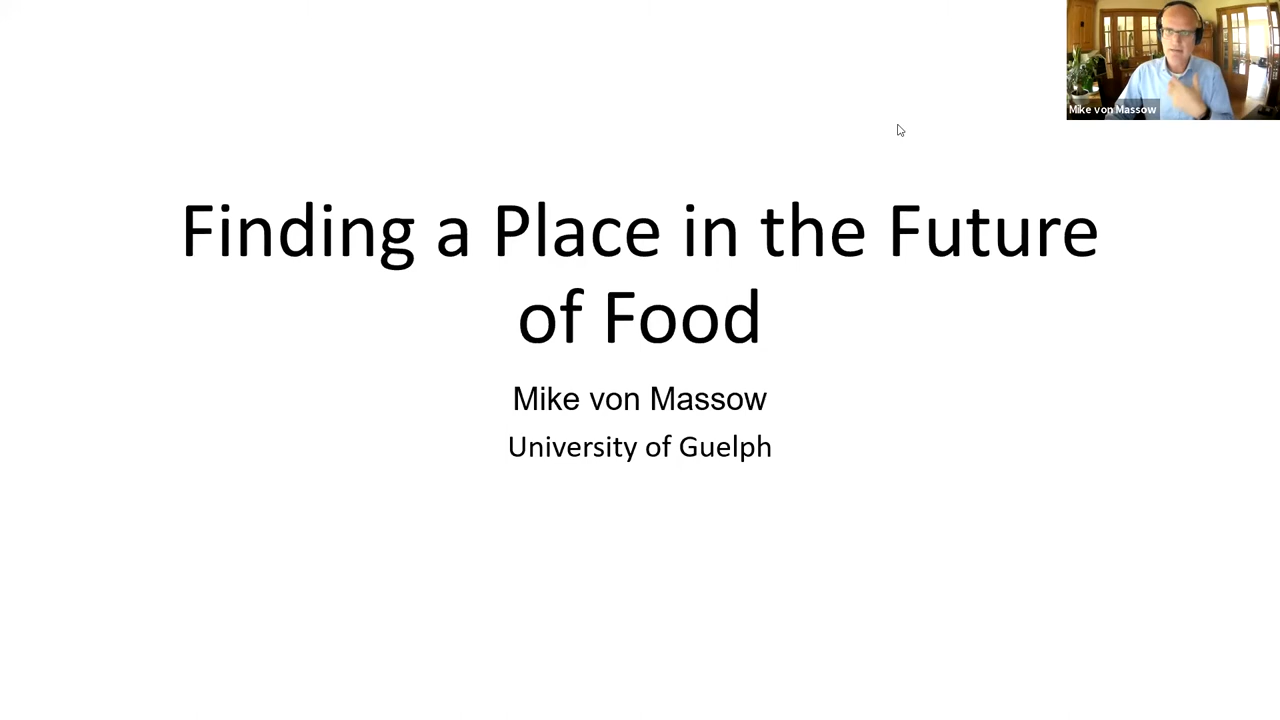 Mike von Massow
Finding a Place in the Future
of Food
Mike von Massow
University of Guelph